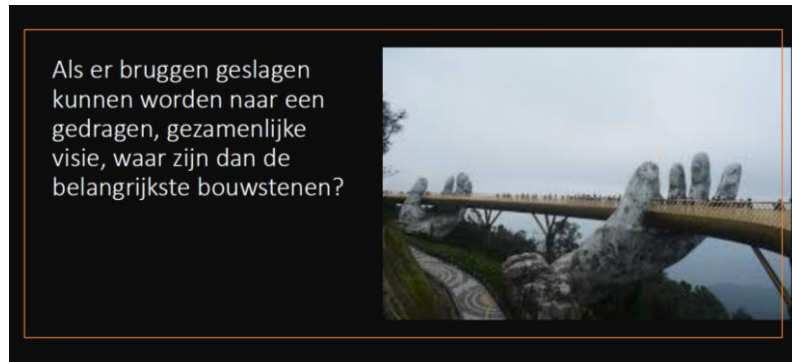 Als er bruggen geslagen
kunnen worden naar een
gedragen, gezamenlijke
visie, waar zijn dan de
belangrijkste bouwstenen?